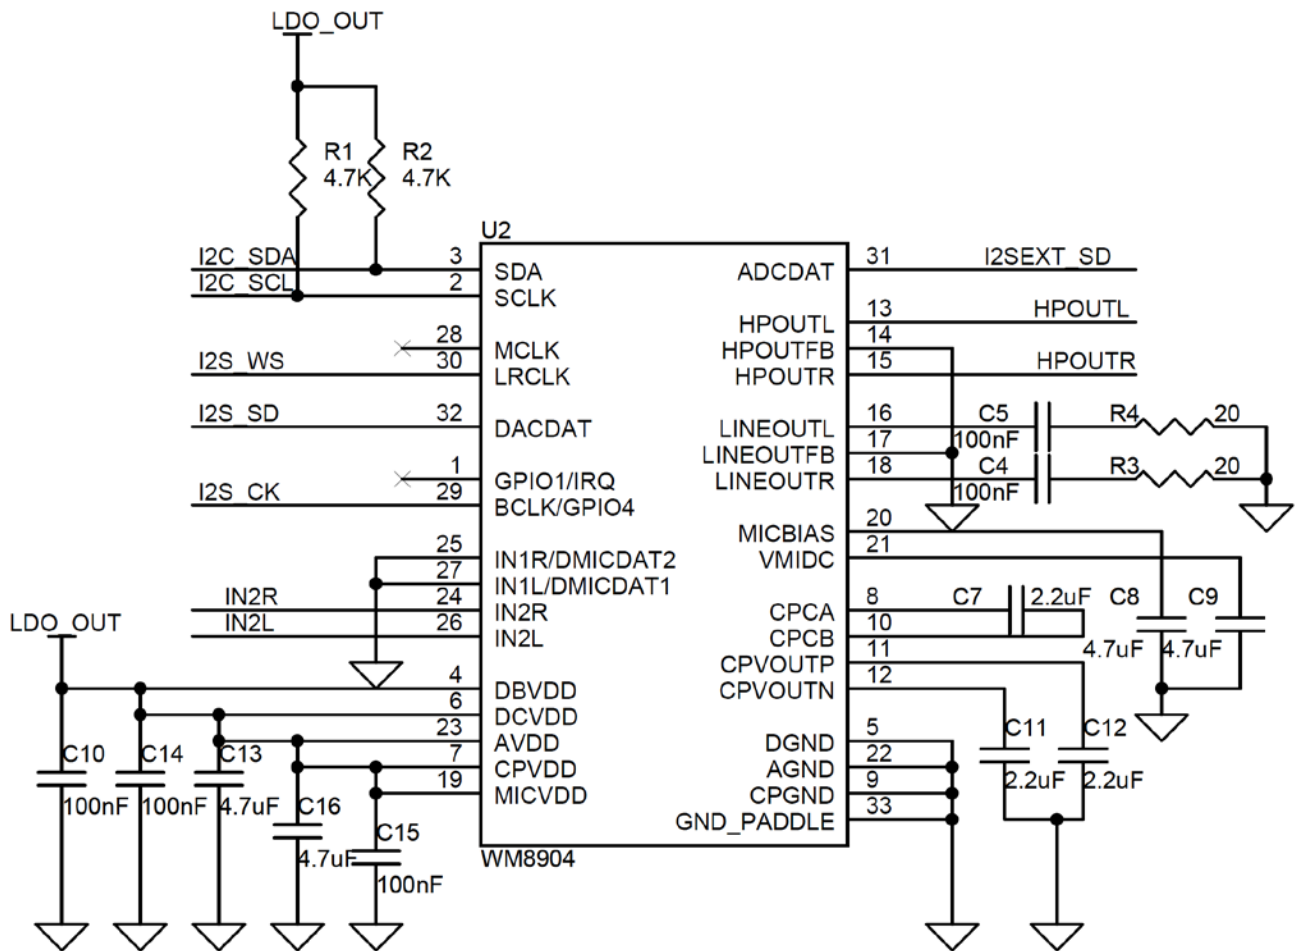 LDO_OUT
R1
4.7K
R2
4.7K
U2
I2C_SDA 3 SDA ADCDAT 31 I2SEXT_SD
I2C_SCL 2 SCLK
HPOUTL 13 HPOUTL
28 MCLK HPOUTFB 14
I2S_WS 30 LRCLK HPOUTR 15 HPOUTR
I2S_SD 32 DACDAT LINEOUTL 16 C5 100nF R4 20
LINEOUTFB 17
1 GPIO1/IRQ LINEOUTR 18 C4 100nF R3 20
I2S_CK 29 BCLK/GPIO4
MICBIAS 20
25 IN1R/DMICDAT2 VMIDC 21
27 IN1L/DMICDAT1
IN2R 24 IN2R CPCA 8 C7 2.2uF C8 4.7uF C9 4.7uF
IN2L 26 IN2L CPCB 10
LDO_OUT
CPVOUTP 11
4 DBVDD CPVOUTN 12
6 DCVDD
23 AVDD DGND 5 C11 2.2uF C12 2.2uF
7 CPVDD AGND 22
19 MICVDD CPGND 9
GND_PADDLE 33
C10 100nF
C14 100nF
C13 4.7uF
C16 4.7uF
C15 100nF
WM8904